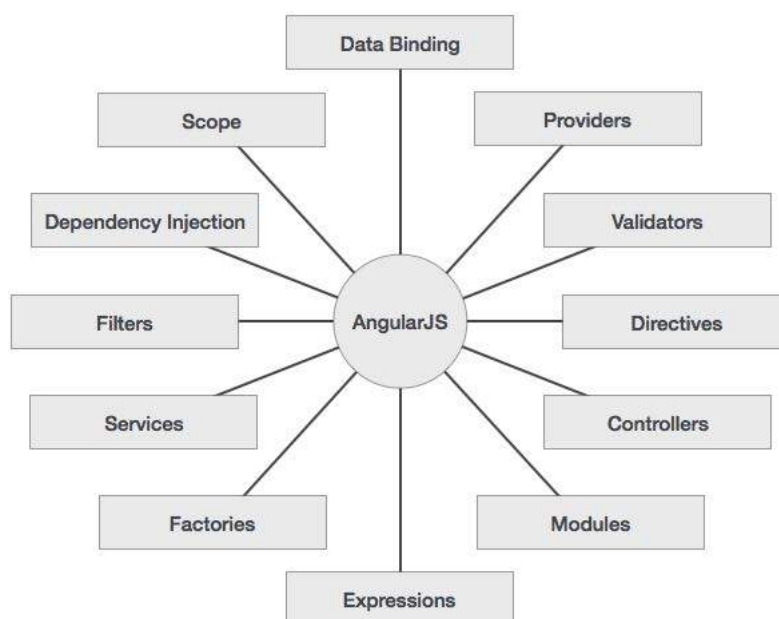 Data Binding
Scope
Providers
Dependency Injection
Validators
Filters
AngularJS
Directives
Services
Controllers
Factories
Modules
Expressions